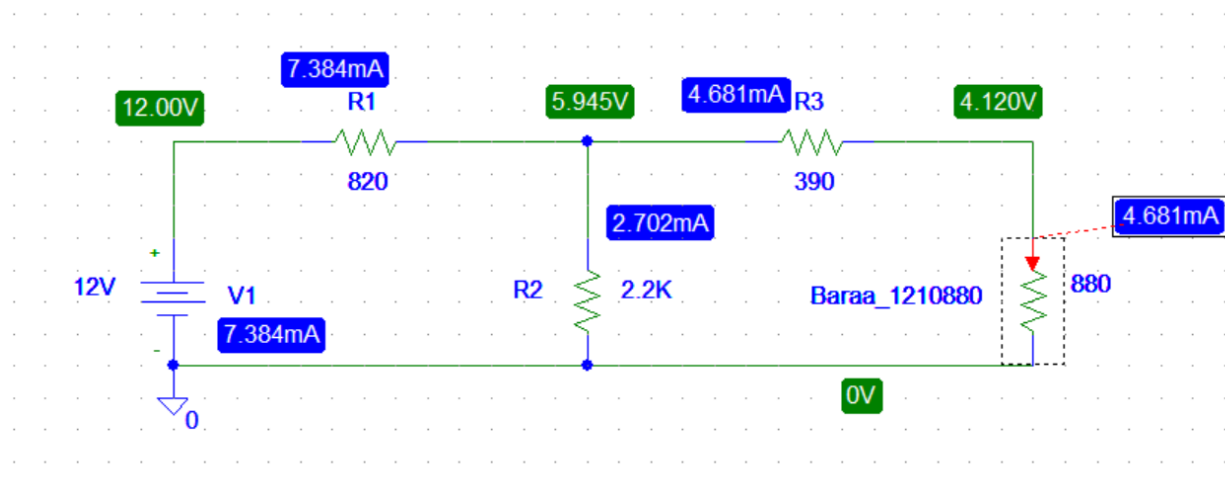 7.384mA
12.00V
R1
5.945V
4.681mA
R3
4.120V
820
390
2.702mA
4.681mA
+
12V
V1
R2
2.2K
Baraa_1210880
880
7.384mA
-
0V
0